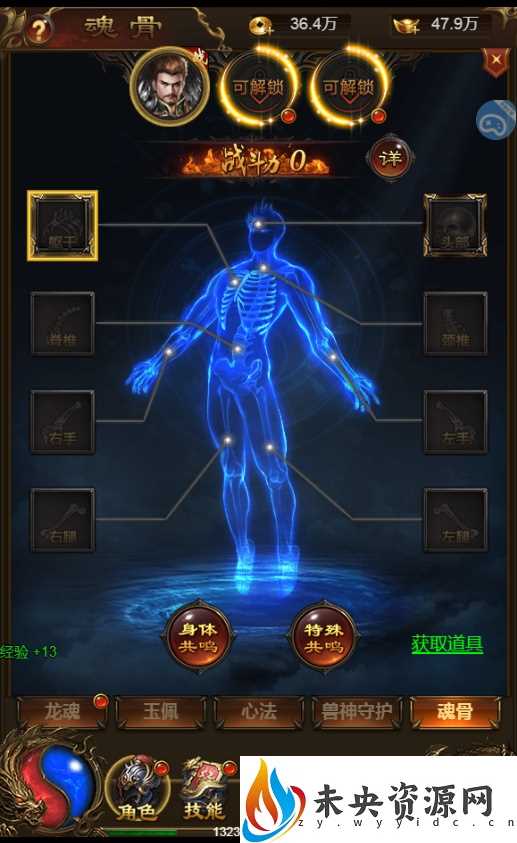 魂骨
36.4万
47.9万
战
可解锁
可解锁
战斗力 0
详
躯干
头部
脊椎
颈椎
右手
左手
右腿
左腿
身体
共鸣
特殊
共鸣
获取道具
经验 +13
龙魂
玉佩
心法
兽神守护
魂骨
角色
技能
1323
未央资源网
zy.wyyidc.cn